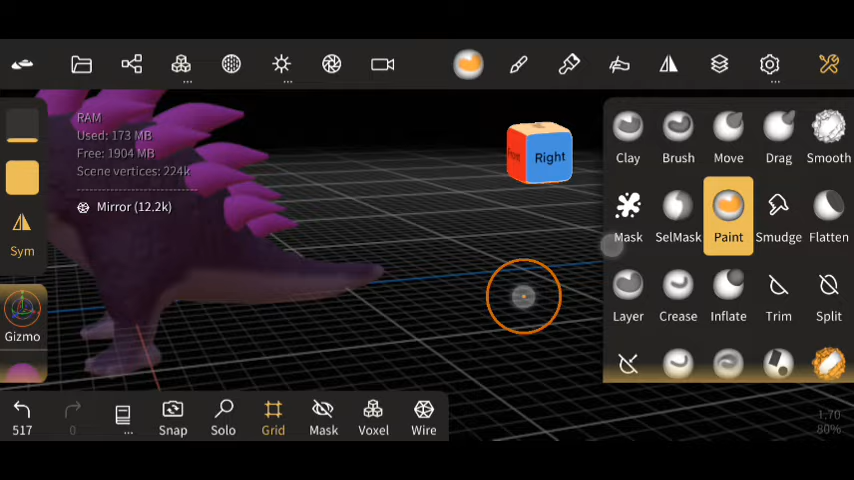 RAM
Used: 173 MB
Free: 1904 MB
Scene vertices: 224k
Mirror (12.2k)
Sym
Gizmo
Right
Clay Brush Move Drag Smooth
Mask SelMask Paint Smudge Flatten
Layer Crease Inflate Trim Split
517 0 ... Snap Solo Grid Mask Voxel Wire
1.70
80%